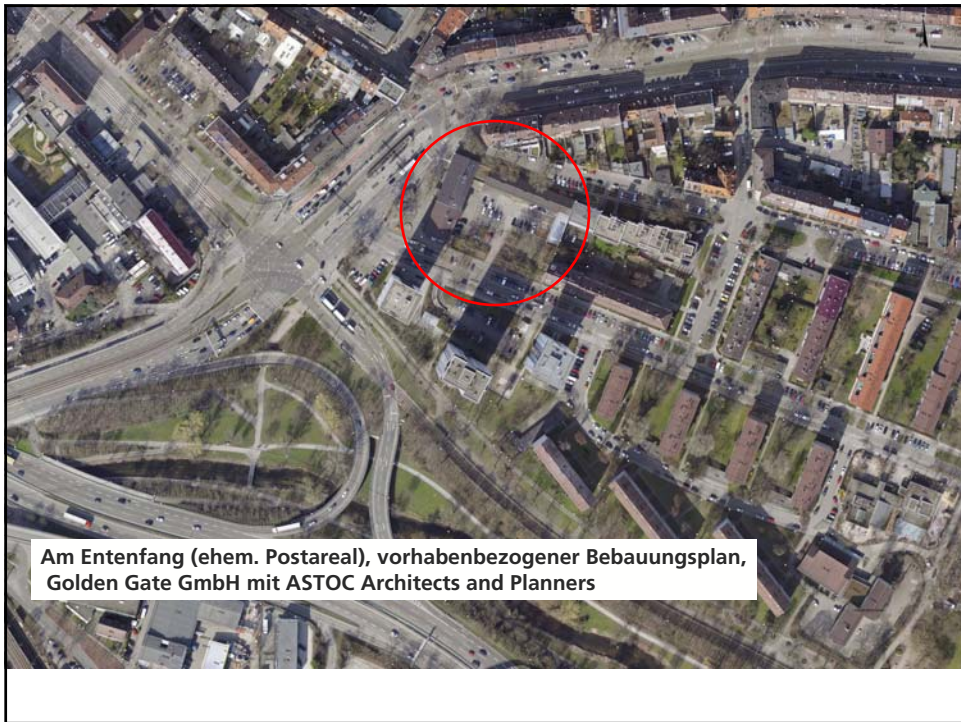 Am Entenfang (ehem. Postareal), vorhabenbezogener Bebauungsplan,
Golden Gate GmbH mit ASTOC Architects and Planners